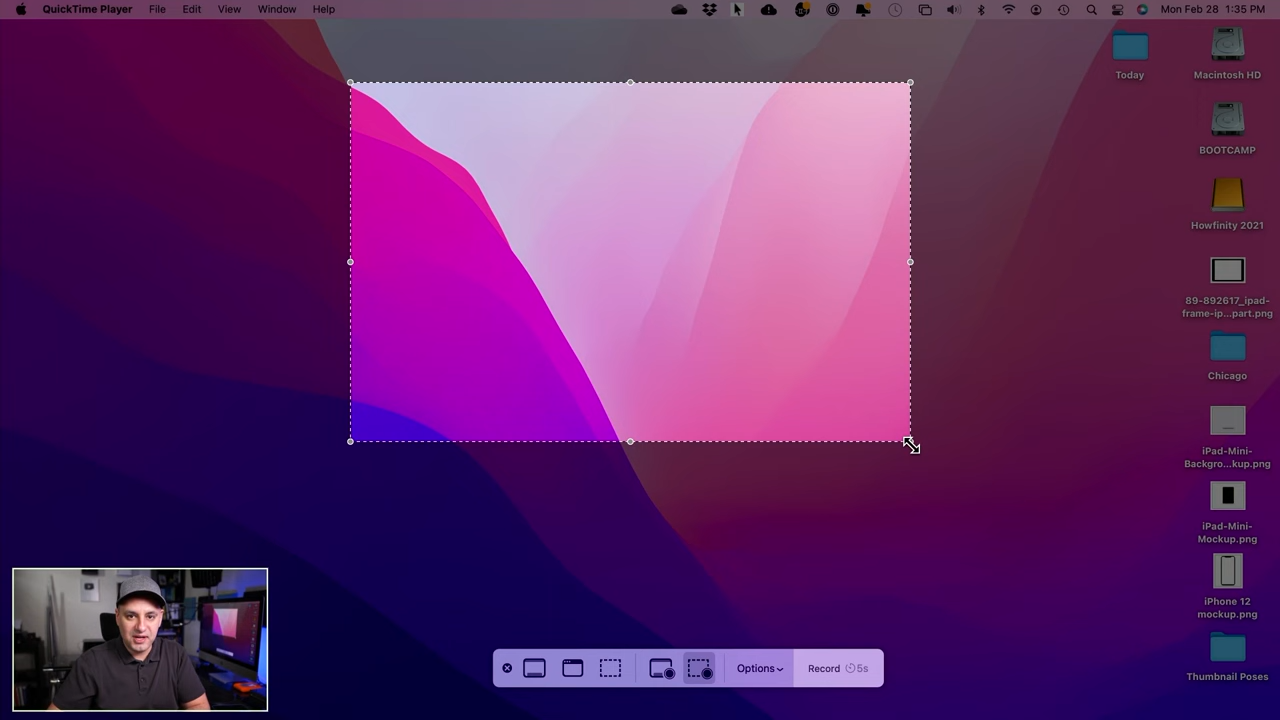 QuickTime Player File Edit View Window Help Mon Feb 28 1:35 PM
Today
Macintosh HD
BOOTCAMP
Howfinity 2021
89-892617_ipad-
frame-ip...part.png
Chicago
iPad-Mini-
Backgro...kup.png
iPad-Mini-
Mockup.png
iPhone 12
mockup.png
Thumbnail Poses
Options Record 5s